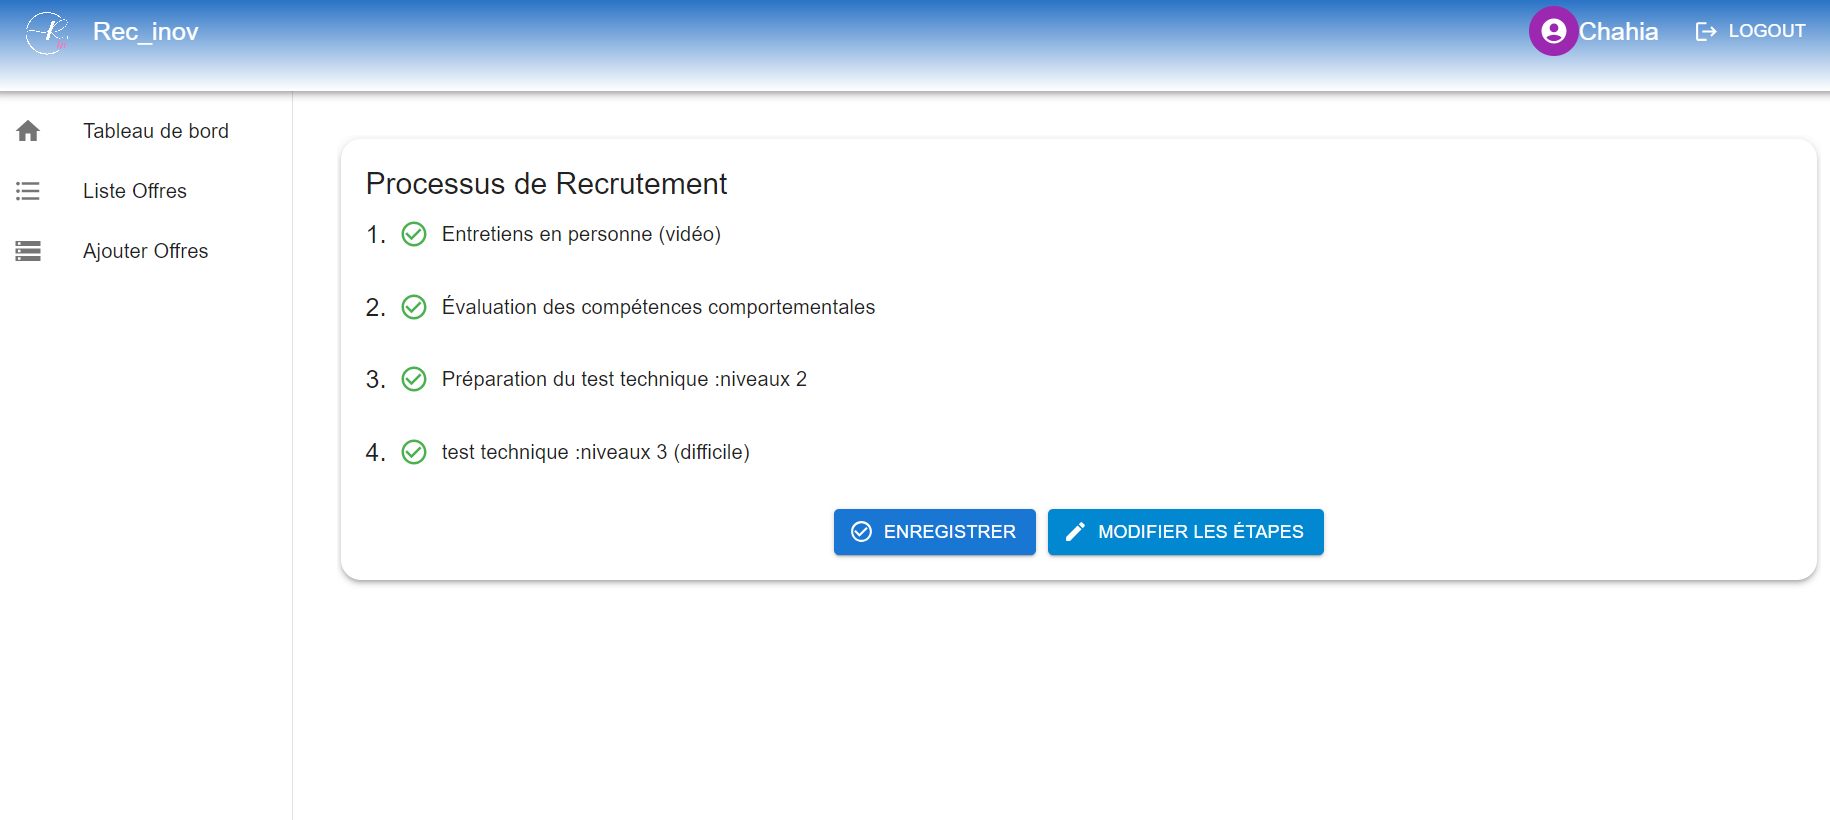 Rec_inov
Chahia
LOGOUT
Tableau de bord
Liste Offres
Ajouter Offres
Processus de Recrutement
1. Entretiens en personne (vidéo)
2. Évaluation des compétences comportementales
3. Préparation du test technique :niveaux 2
4. test technique :niveaux 3 (difficile)
ENREGISTRER
MODIFIER LES ÉTAPES